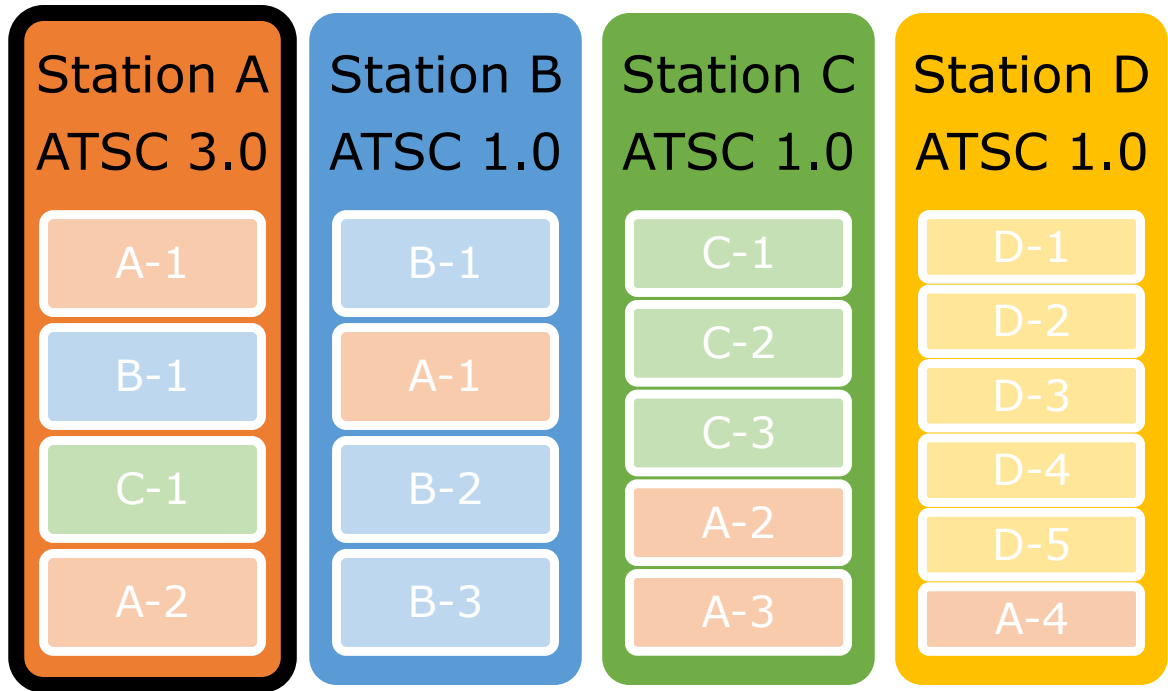 Station A
ATSC 3.0
A-1
B-1
C-1
A-2
Station B
ATSC 1.0
B-1
A-1
B-2
B-3
Station C
ATSC 1.0
C-1
C-2
C-3
A-2
A-3
Station D
ATSC 1.0
D-1
D-2
D-3
D-4
D-5
A-4